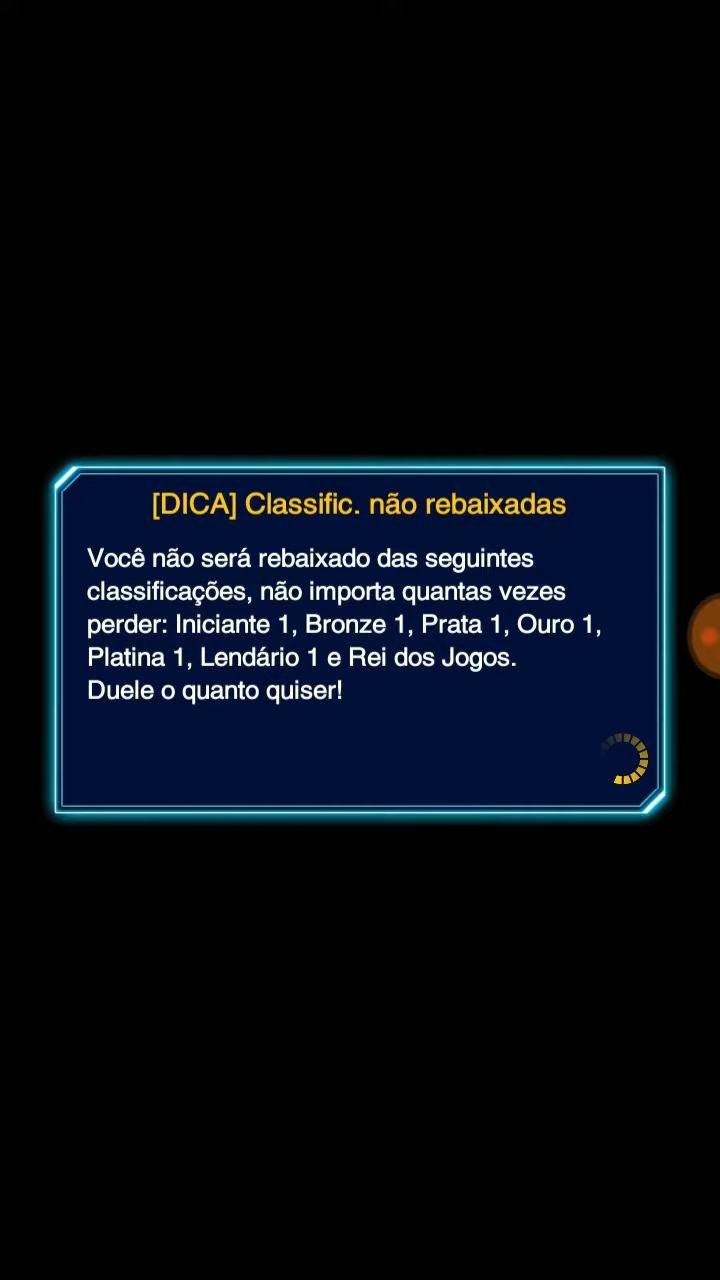 [DICA] Classific. não rebaixadas
Você não será rebaixado das seguintes
classificações, não importa quantas vezes
perder: Iniciante 1, Bronze 1, Prata 1, Ouro 1,
Platina 1, Lendário 1 e Rei dos Jogos.
Duele o quanto quiser!